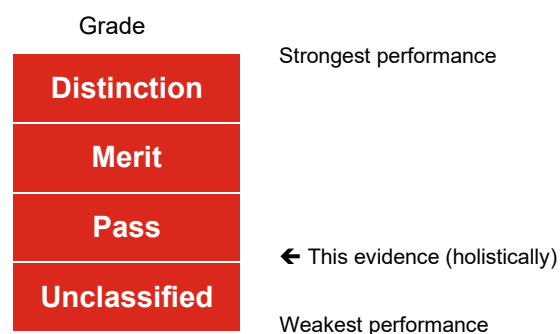 Grade
Strongest performance
Distinction
Merit
Pass
🡨 This evidence (holistically)
Unclassified
Weakest performance